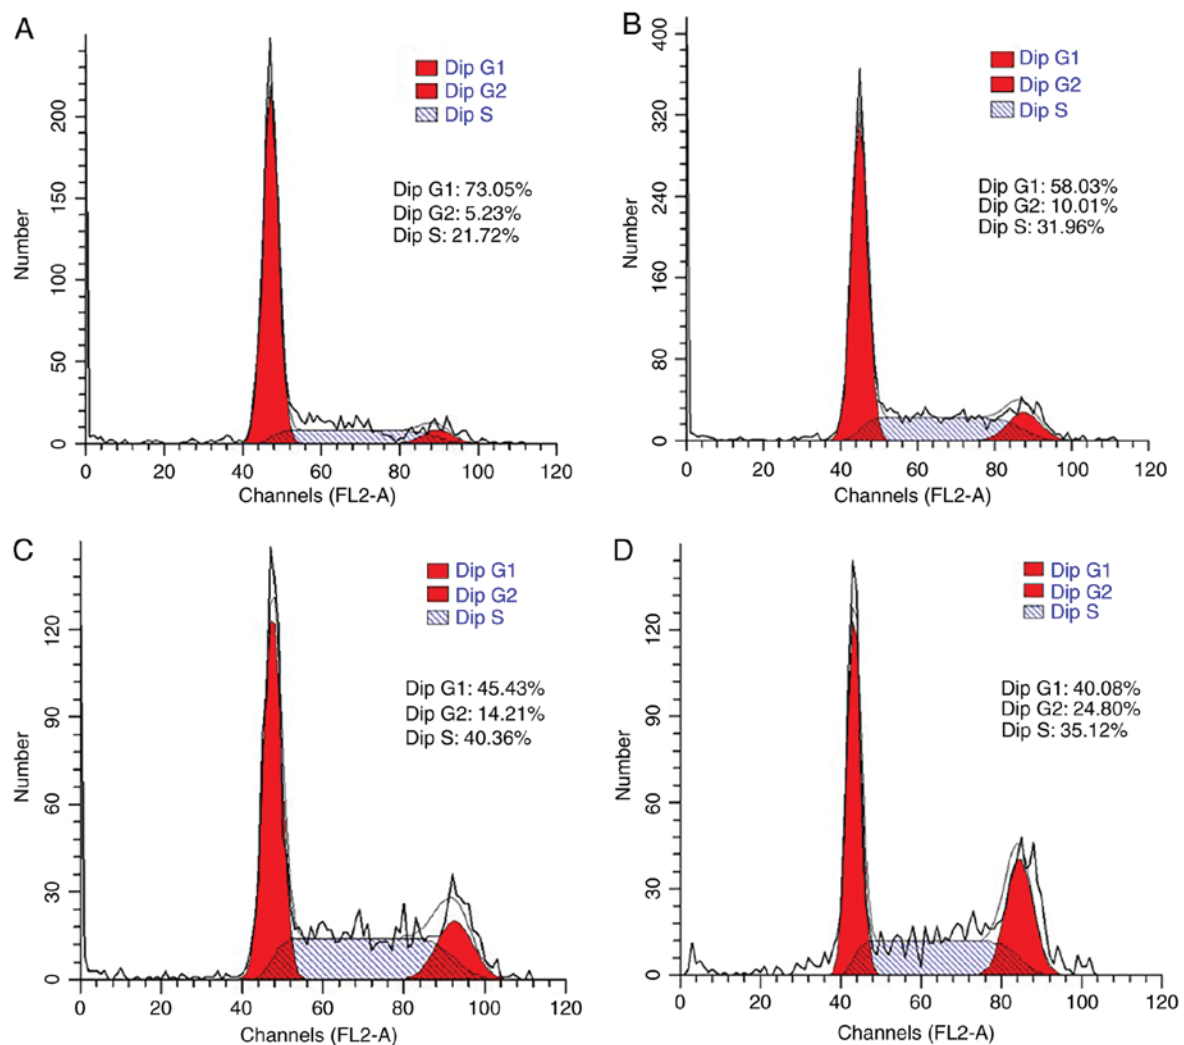 A
Dip G1
Dip G2
Dip S
Dip G1: 73.05%
Dip G2: 5.23%
Dip S: 21.72%
Number
200
150
100
50
0
0 20 40 60 80 100 120
Channels (FL2-A)
B
Dip G1
Dip G2
Dip S
Dip G1: 58.03%
Dip G2: 10.01%
Dip S: 31.96%
Number
400
320
240
160
80
0
0 20 40 60 80 100 120
Channels (FL2-A)
C
Dip G1
Dip G2
Dip S
Dip G1: 45.43%
Dip G2: 14.21%
Dip S: 40.36%
Number
120
90
60
30
0
0 20 40 60 80 100 120
Channels (FL2-A)
D
Dip G1
Dip G2
Dip S
Dip G1: 40.08%
Dip G2: 24.80%
Dip S: 35.12%
Number
120
90
60
30
0
0 20 40 60 80 100 120
Channels (FL2-A)